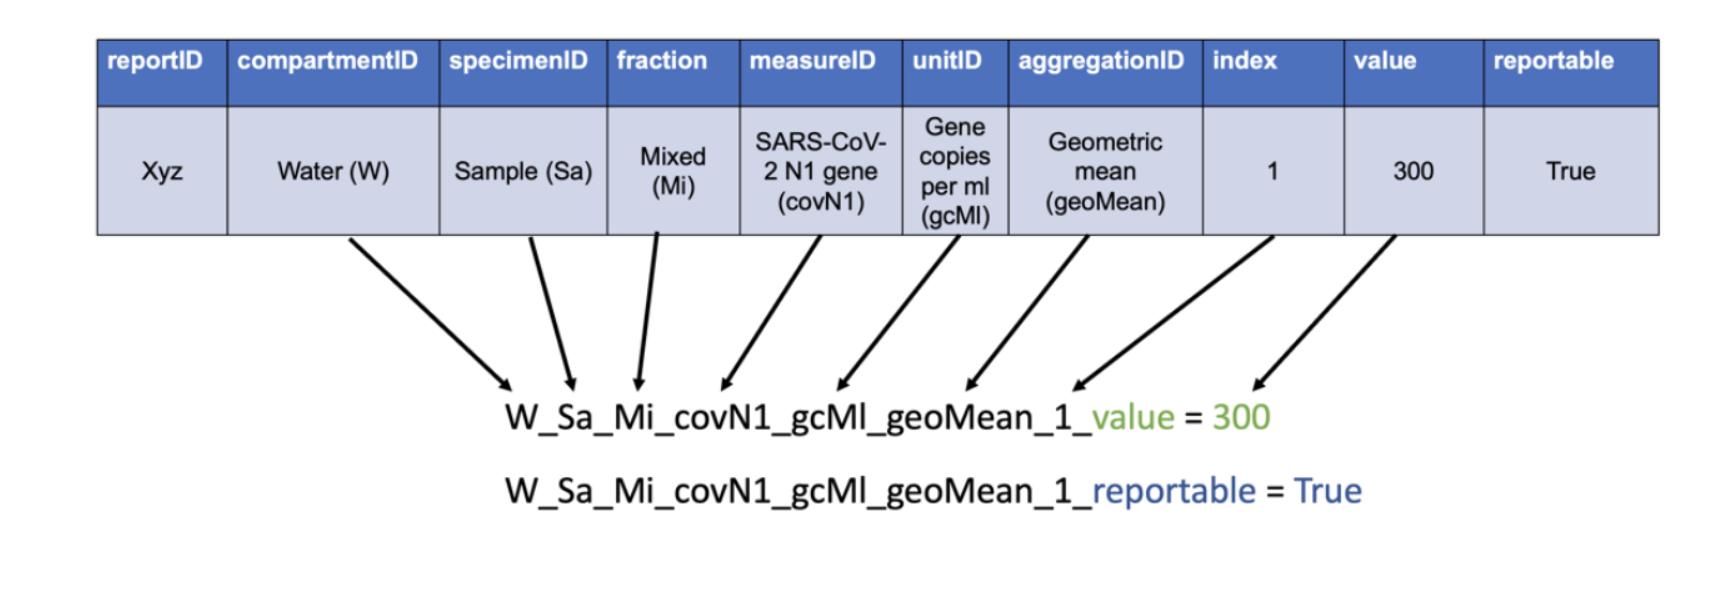 reportID compartmentID specimenID fraction measureID unitID aggregationID index value reportable
Xyz
Water (W)
Sample (Sa)
Mixed
(Mi)
SARS-CoV-
2 N1 gene
(covN1)
Gene
copies
per ml
(gcMl)
Geometric
mean
(geoMean)
1
300
True
W_Sa_Mi_covN1_gcMl_geoMean_1_value = 300
W_Sa_Mi_covN1_gcMl_geoMean_1_reportable = True